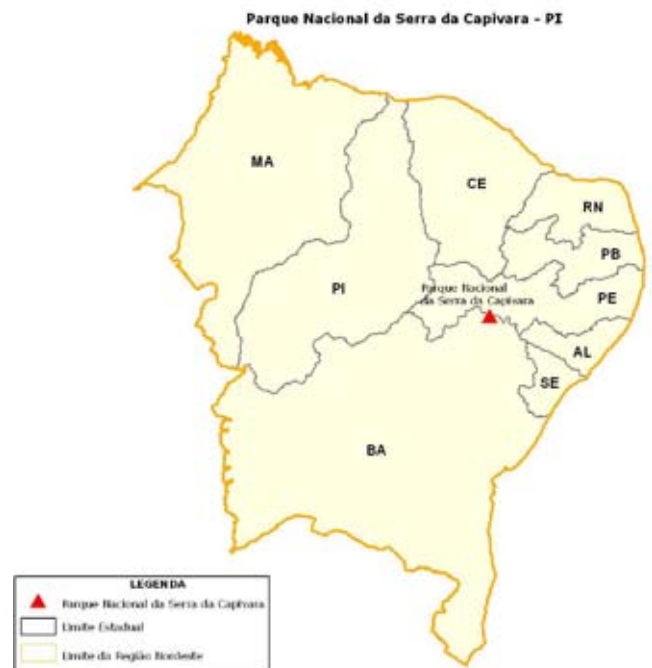 Parque Nacional da Serra da Capivara - PI
MA
CE
RN
PB
PI
Parque Nacional
da Serra da Capivara
PE
AL
SE
BA
LEGENDA
Parque Nacional da Serra da Capivara
Limite Estadual
Limite da Região Nordeste